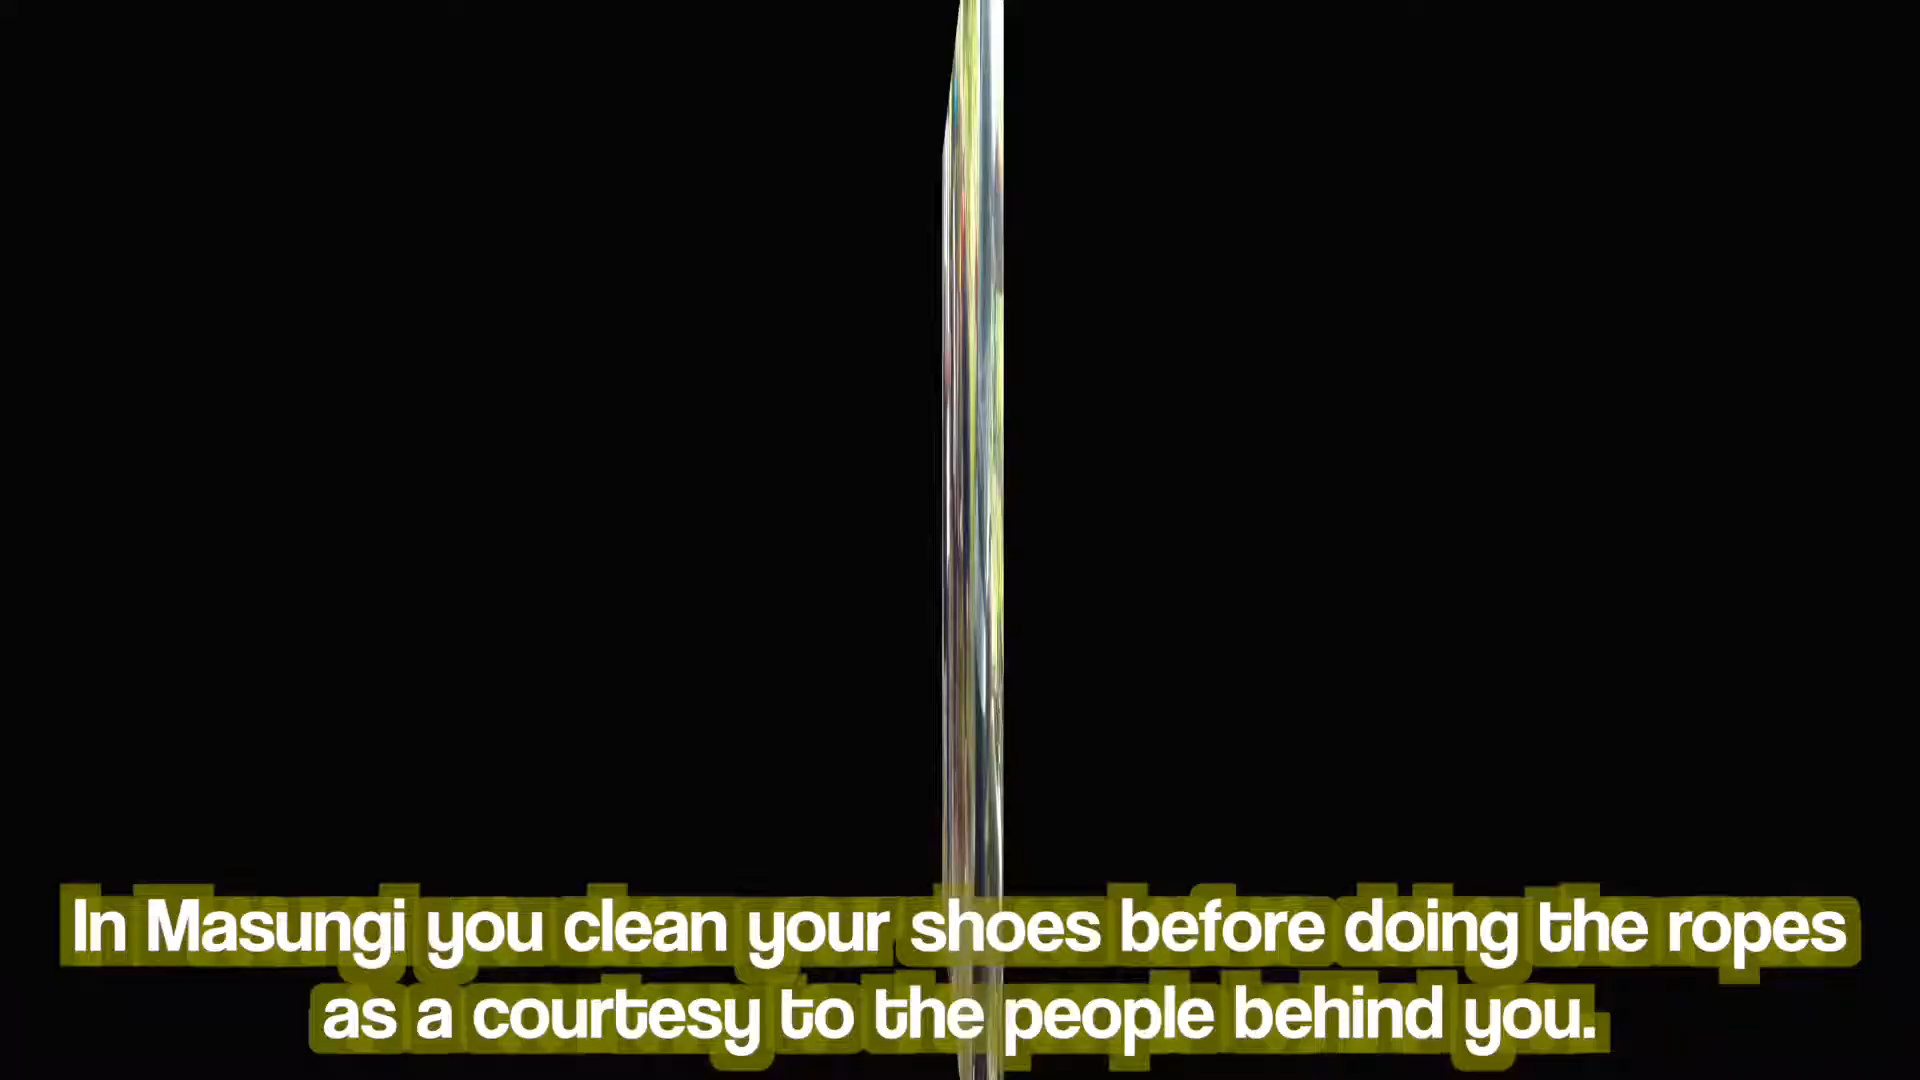 In Masungi you clean your shoes before doing the ropes
as a courtesy to the people behind you.